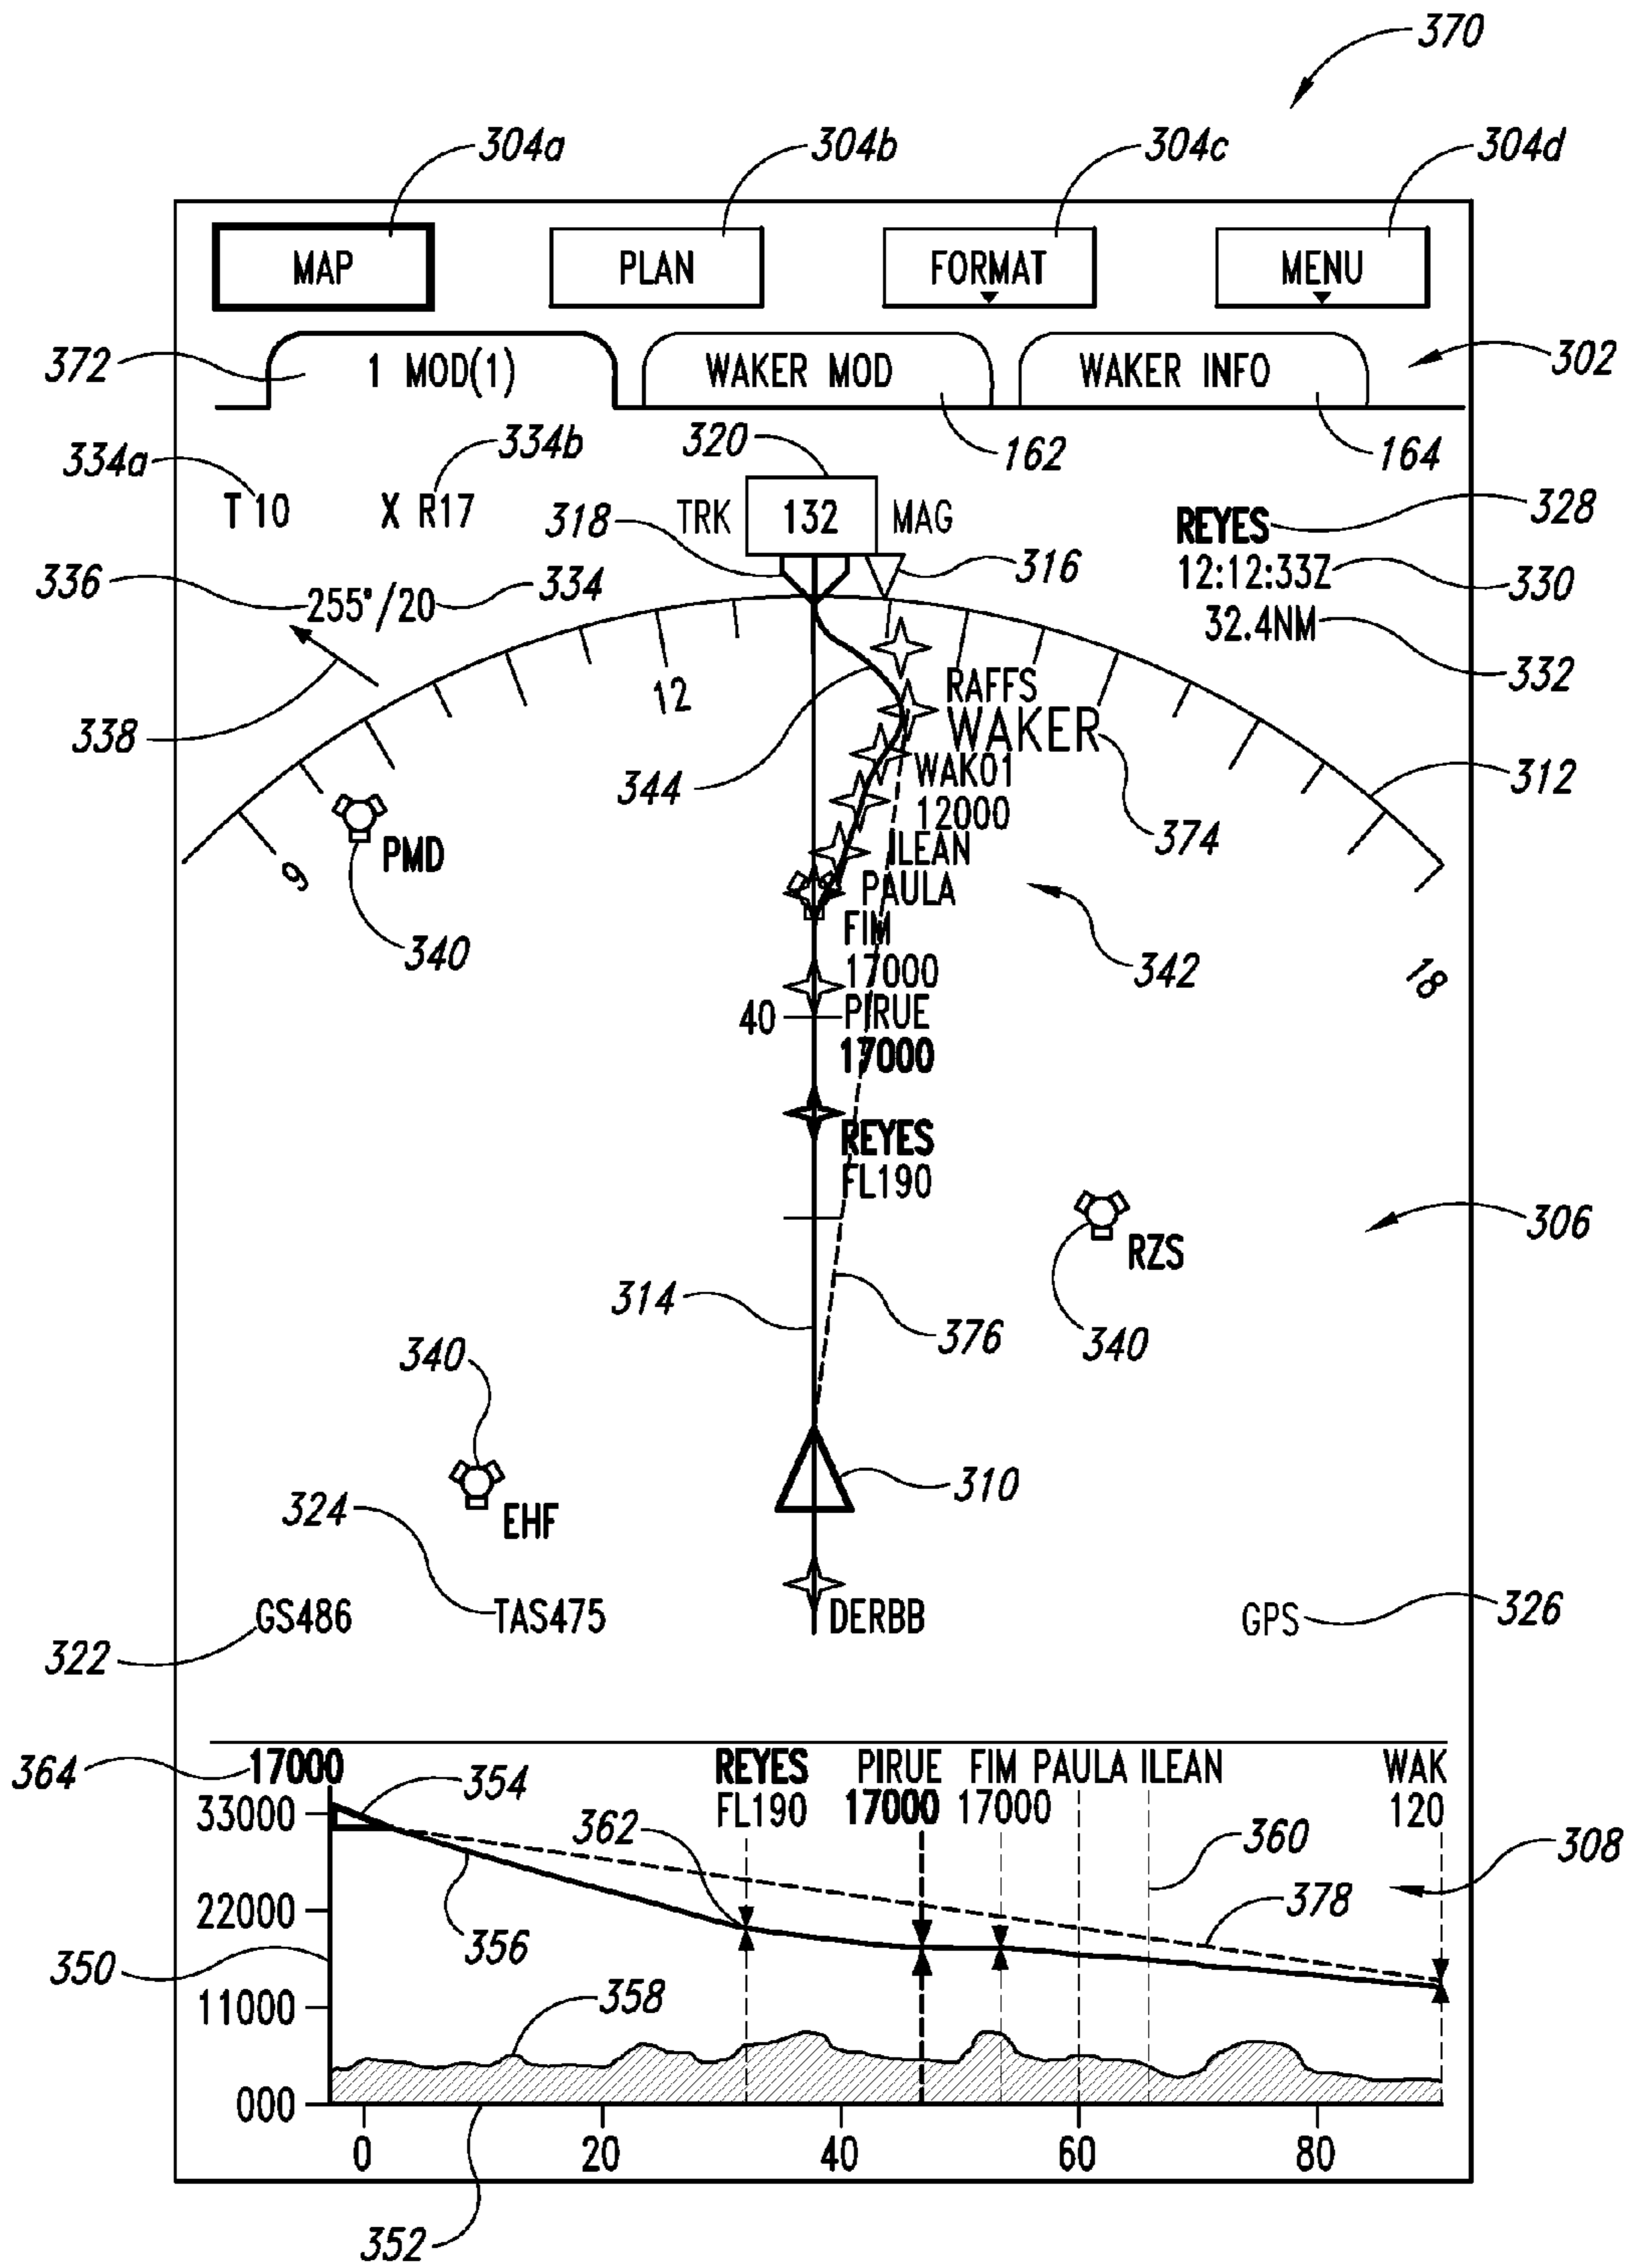 370
304a 304b 304c 304d
MAP PLAN FORMAT MENU
372 1 MOD(1) WAKER MOD WAKER INFO 302
334a 334b 320 162 164
T10 X R17 318 TRK 132 MAG REYES 328
336 255°/20 334 316 12:12:33Z 330
32.4NM
338 12 RAFFS 332
WAKER
344 WAK01 312
12000 374
9 PMD ILEAN
PAULA
340 FIM
17000 342 18
40 PIRUE
17000
REYES
FL190
RZS 306
314 376 340
340
324 EHF 310
GS486 TAS475 DERBB GPS 326
322
364 17000 354 REYES PIRUE FIM PAULA ILEAN WAK
33000 362 FL190 17000 17000 360 120 308
22000 356 378
350
11000 358
000
0 20 40 60 80
352